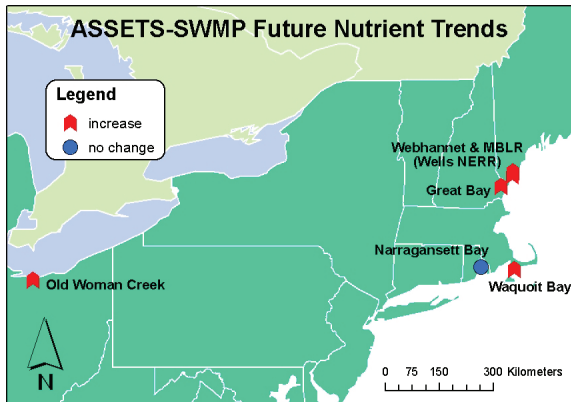 ASSETS-SWMP Future Nutrient Trends
Legend
increase
no change
Webhannet & MBLR
(Wells NERR)
Great Bay
Narragansett Bay
Old Woman Creek
Waquoit Bay
N
0 75 150 300 Kilometers